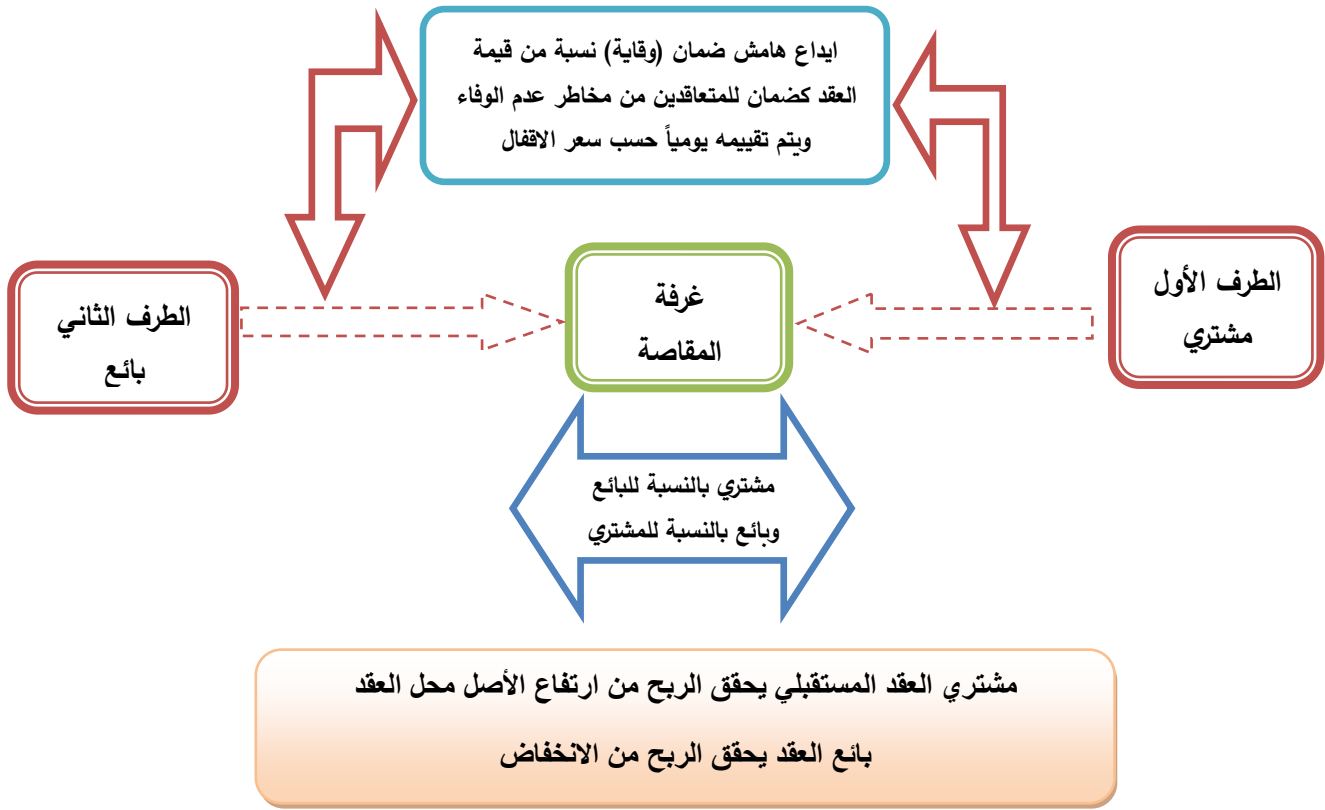 ايداع هامش ضمان (وقاية) نسبة من قيمة
العقد كضمان للمتعاقدين من مخاطر عدم الوفاء
ويتم تقييمه يومياً حسب سعر الاقفال
الطرف الأول
مشتري
غرفة
المقاصة
الطرف الثاني
بائع
مشتري بالنسبة للبائع
وبائع بالنسبة للمشتري
مشتري العقد المستقبلي يحقق الربح من ارتفاع الأصل محل العقد
بائع العقد يحقق الربح من الانخفاض